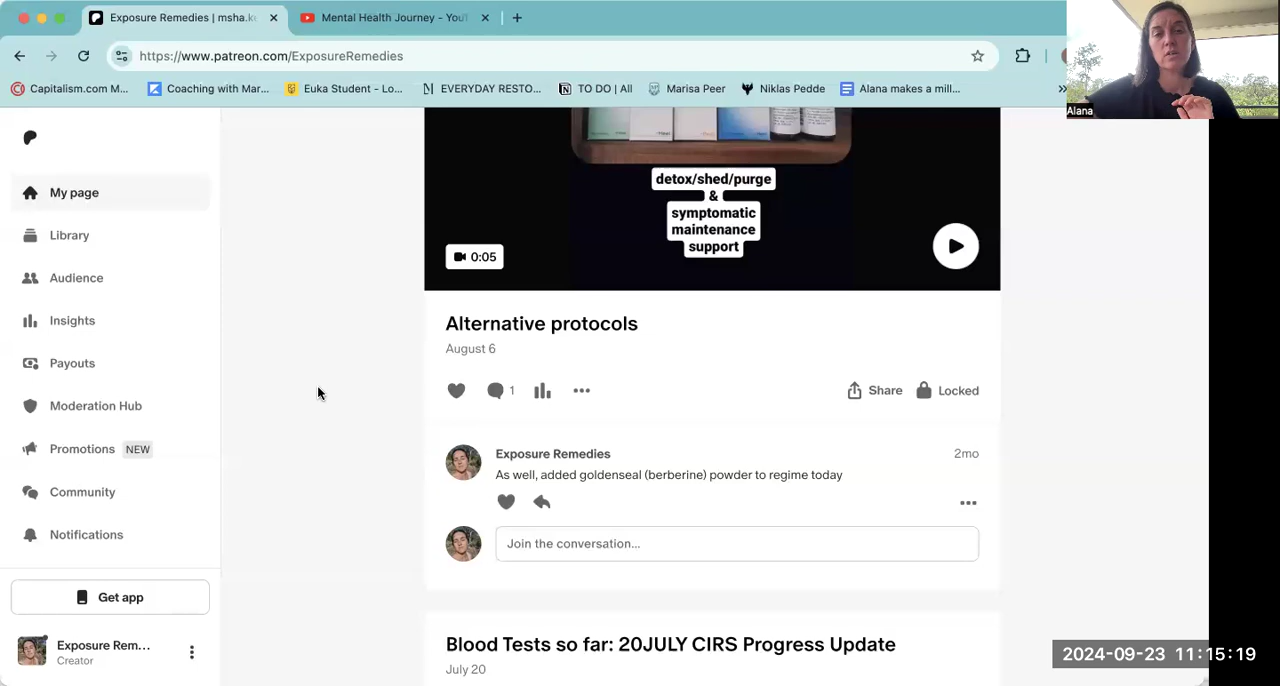 Exposure Remedies | msha.k
Mental Health Journey - You
https://www.patreon.com/ExposureRemedies
Capitalism.com M...
Coaching with Mar...
Euka Student - Lo...
EVERYDAY RESTO...
TO DO | All
Marisa Peer
Niklas Pedde
Alana makes a mill...
»
Alana
My page
Library
Audience
Insights
Payouts
Moderation Hub
Promotions NEW
Community
Notifications
Get app
Exposure Rem...
Creator
detox/shed/purge
&
symptomatic
maintenance
support
0:05
Alternative protocols
August 6
1
Share
Locked
Exposure Remedies
2mo
As well, added goldenseal (berberine) powder to regime today
Join the conversation...
Blood Tests so far: 20JULY CIRS Progress Update
July 20
2024-09-23 11:15:19